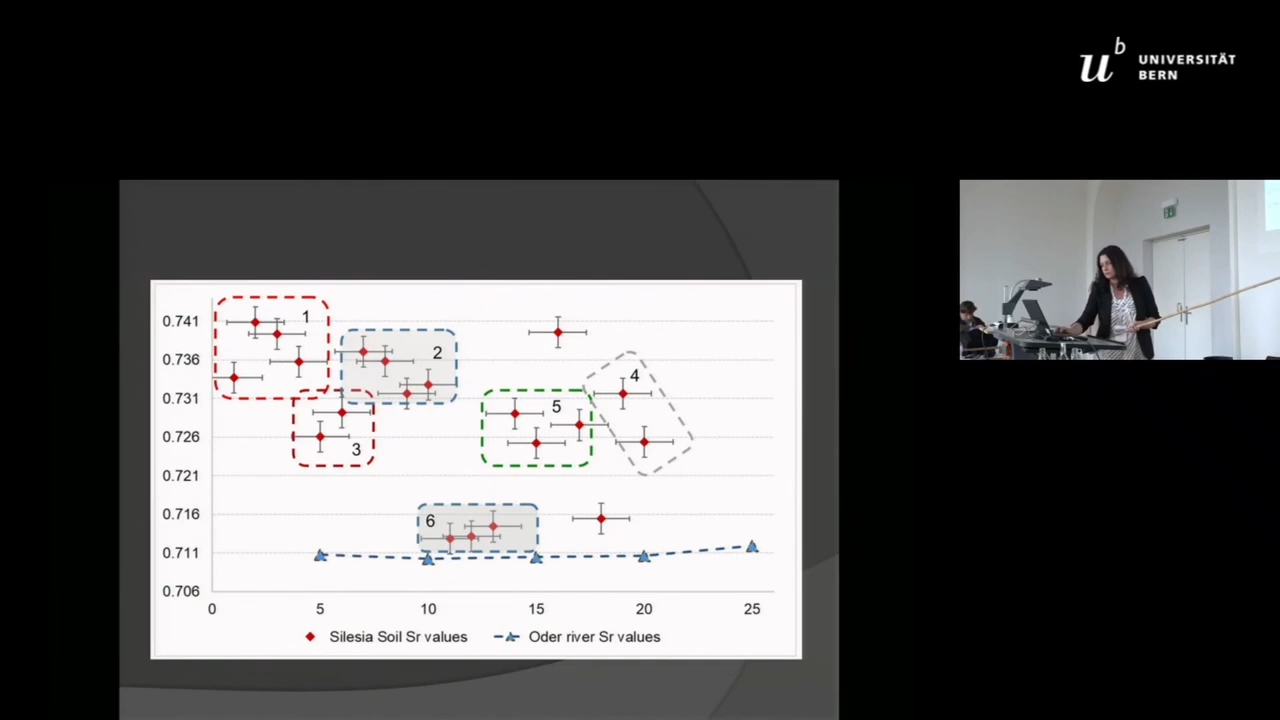 u b
UNIVERSITÄT
BERN
0.741
0.736
0.731
0.726
0.721
0.716
0.711
0.706
1
2
3
4
5
6
0 5 10 15 20 25
Silesia Soil Sr values Oder river Sr values